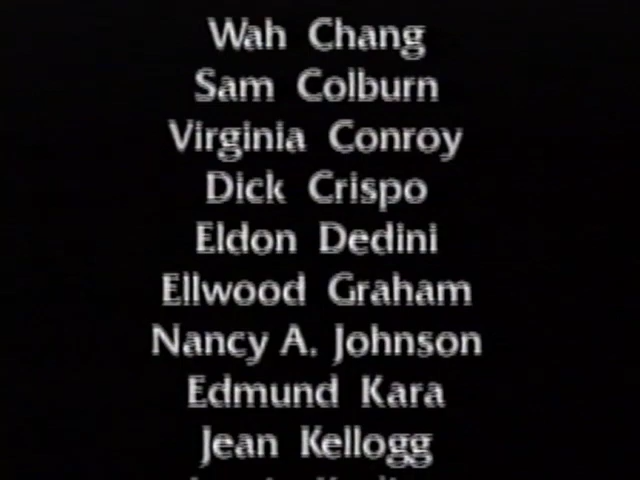 Wah Chang
Sam Colburn
Virginia Conroy
Dick Crispo
Eldon Dedini
Ellwood Graham
Nancy A. Johnson
Edmund Kara
Jean Kellogg